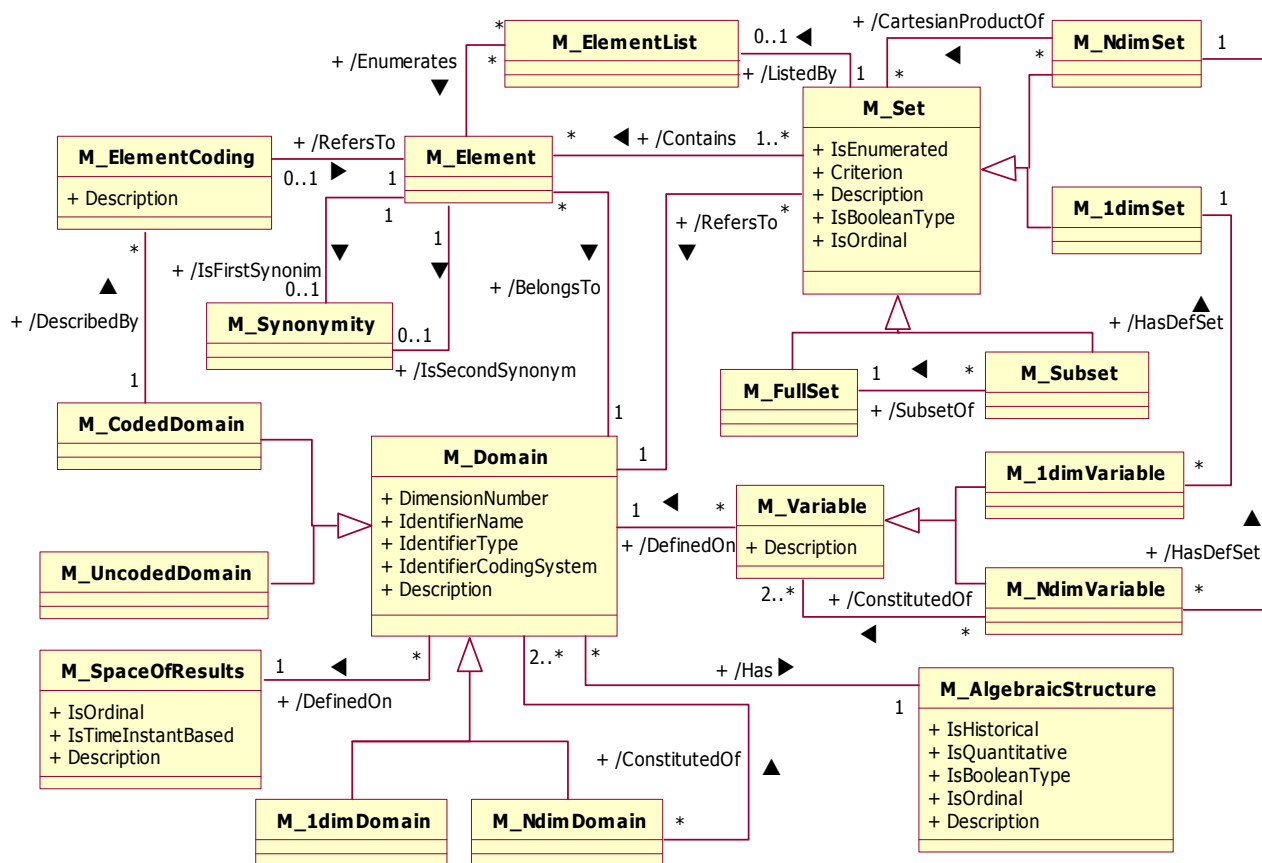 + /CartesianProductOf
*
M_ElementList
0..1
M_NdimSet
1
+ /Enumerates
*
+ /ListedBy
1
*
*
M_Set
+ /RefersTo
*
+ /Contains
1..*
+ IsEnumerated
+ Criterion
+ Description
+ IsBooleanType
+ IsOrdinal
M_ElementCoding
+ Description
M_Element
0..1
1
1
1
*
*
+ /RefersTo
M_1dimSet
1
*
+ /IsFirstSynonim
0..1
+ /BelongsTo
+ /DescribedBy
M_Synonymity
0..1
+ /IsSecondSynonym
+ /HasDefSet
1
M_FullSet
1
*
M_Subset
+ /SubsetOf
M_CodedDomain
1
M_Domain
1
+ DimensionNumber
+ IdentifierName
+ IdentifierType
+ IdentifierCodingSystem
+ Description
M_1dimVariable
*
1
*
M_Variable
+ Description
+ /DefinedOn
+ /HasDefSet
M_UncodedDomain
2..*
+ /ConstitutedOf
M_NdimVariable
*
*
M_SpaceOfResults
1
*
2..*
*
+ IsOrdinal
+ IsTimeInstantBased
+ Description
+ /DefinedOn
+ /Has
1
M_AlgebraicStructure
+ IsHistorical
+ IsQuantitative
+ IsBooleanType
+ IsOrdinal
+ Description
+ /ConstitutedOf
M_1dimDomain
M_NdimDomain
*